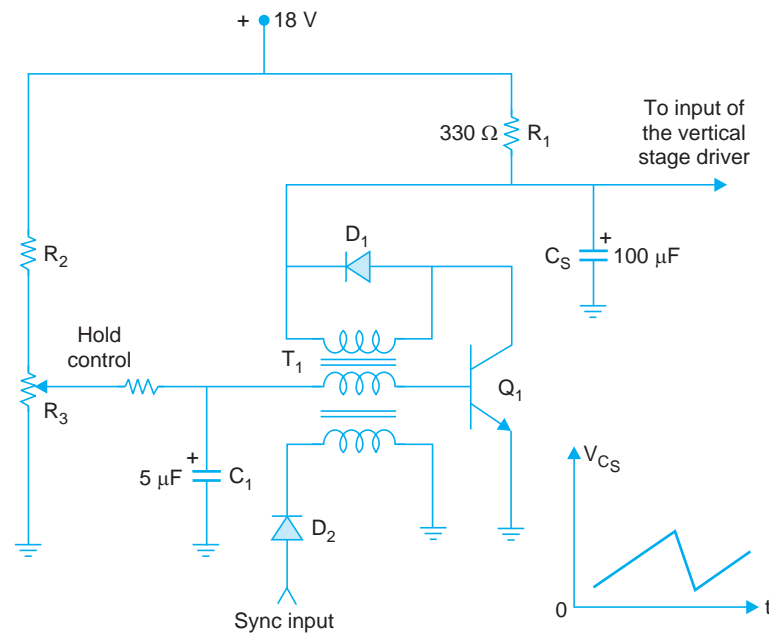 + 18 V
330 Ω R1
To input of
the vertical
stage driver
D1
R2
CS
+
100 μF
Hold
control
T1
Q1
R3
+
5 μF C1
D2
VCS
0
t
Sync input